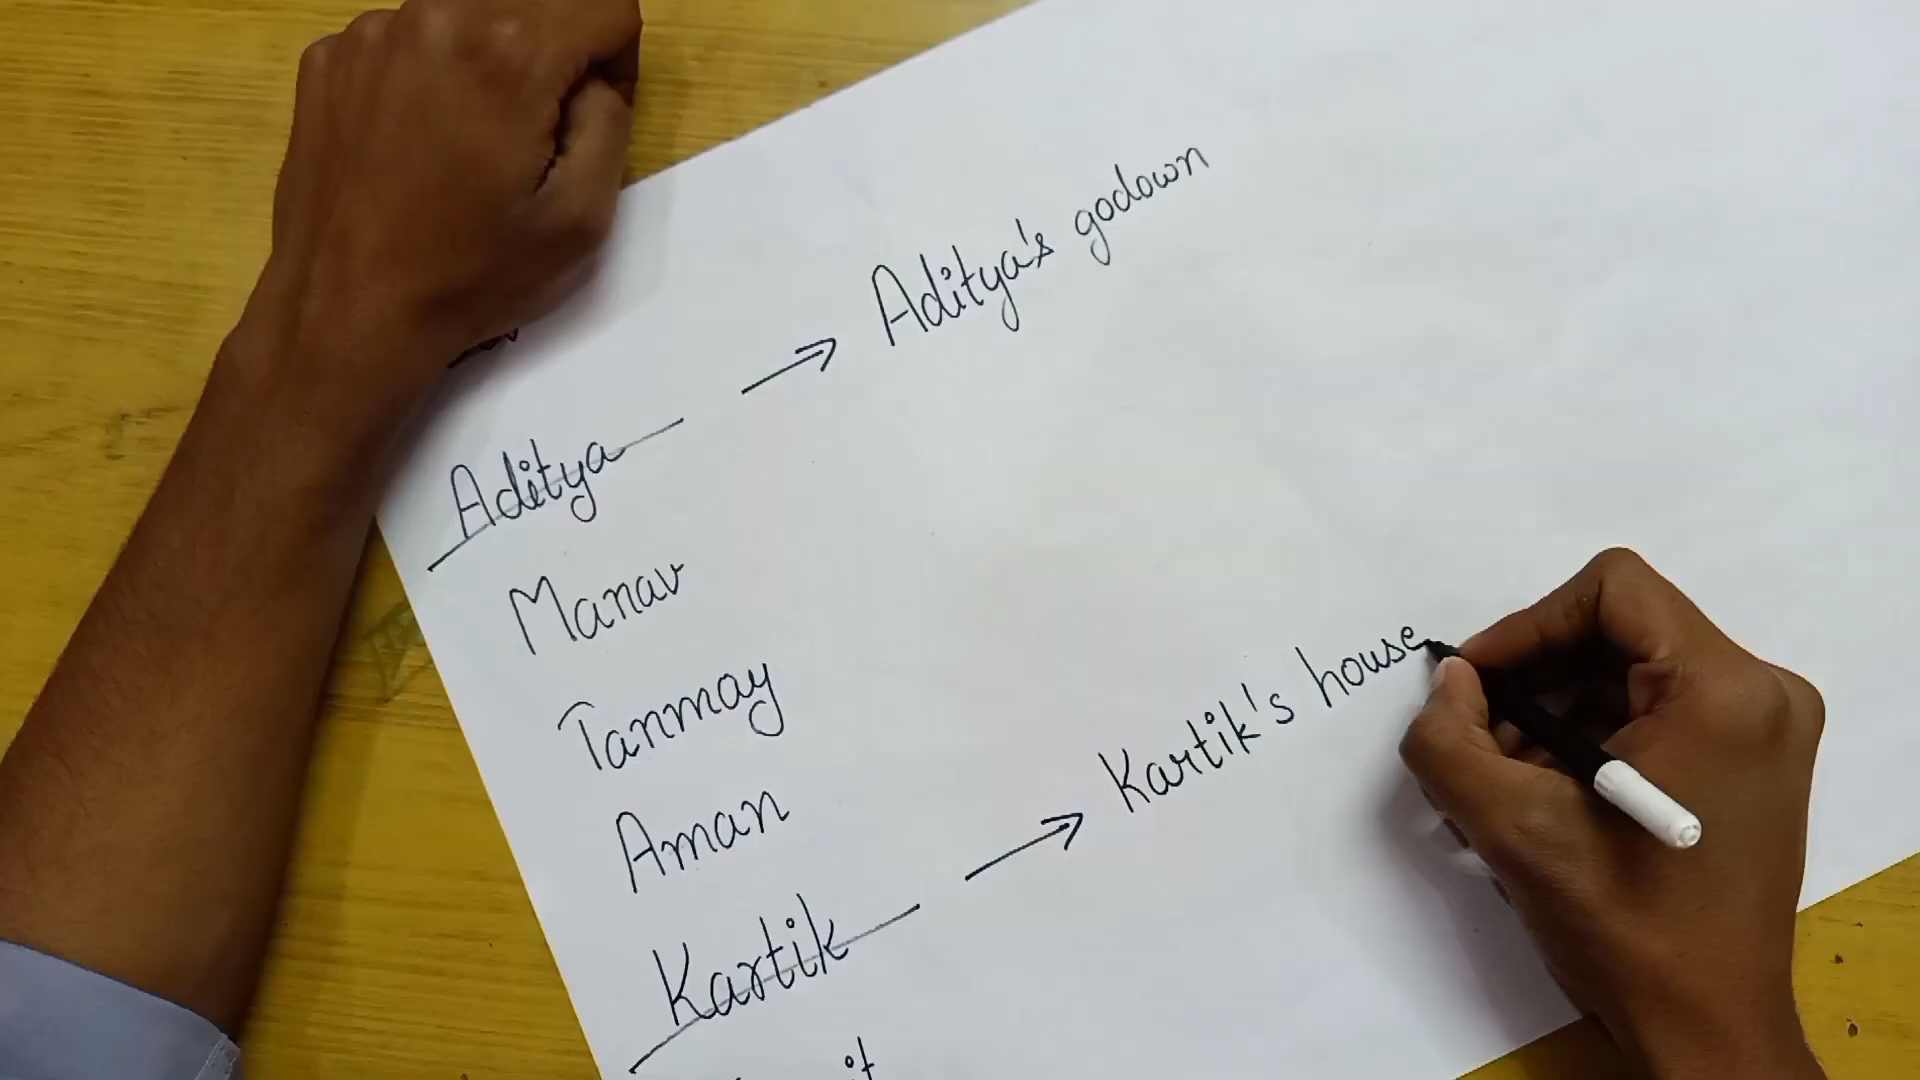 Aditya → Aditya's godown
Manav
Tanmay
Aman
Kartik → Kartik's house